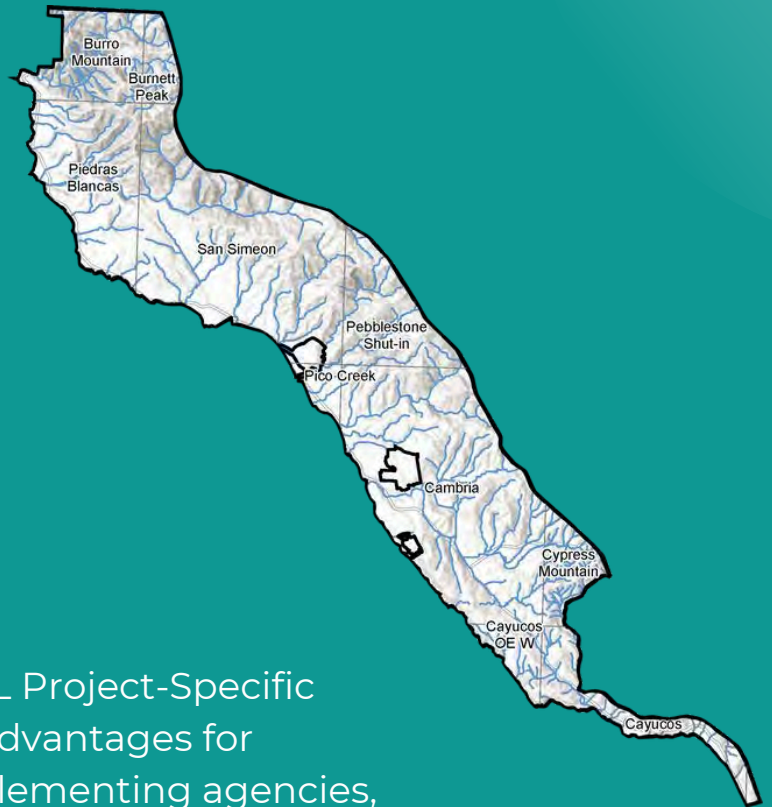 Burro
Mountain
Burnett
Peak
Piedras
Blancas
San Simeon
Pebblestone
Shut-in
Pico Creek
Cambria
Cypress
Mountain
Cayucos
OE W
Cayucos
Project-Specific
dvantages for
lementing agencies,